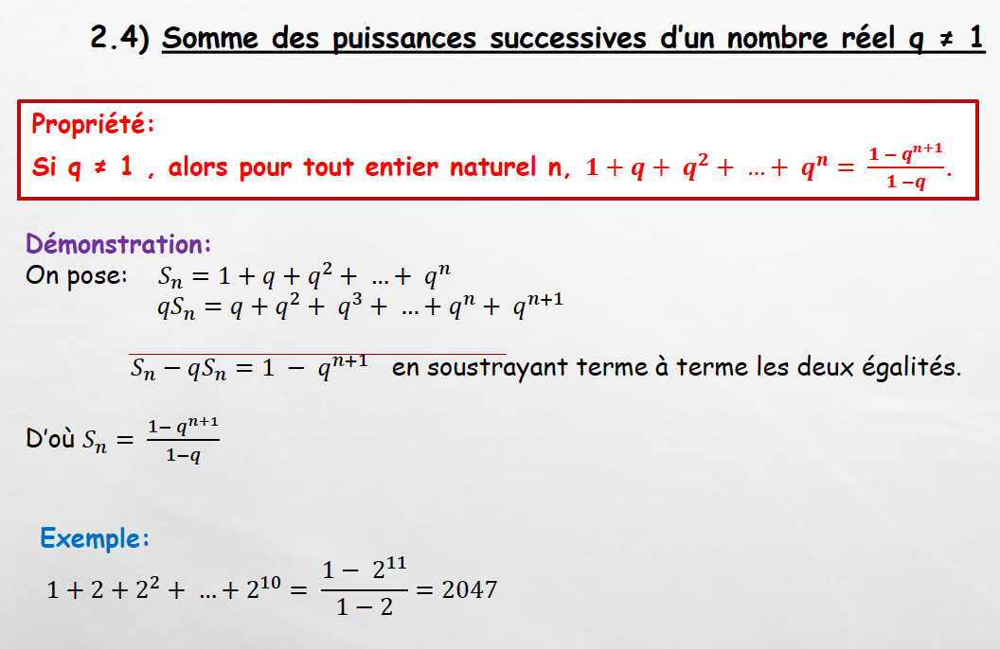 2.4) Somme des puissances successives d'un nombre réel q ≠ 1
Propriété:
Si q ≠ 1 , alors pour tout entier naturel n, 1 + q + q² + … + qⁿ = (1 − qⁿ⁺¹)/(1 − q).
Démonstration:
On pose: Sₙ = 1 + q + q² + … + qⁿ
qSₙ = q + q² + q³ + … + qⁿ + qⁿ⁺¹
Sₙ − qSₙ = 1 − qⁿ⁺¹ en soustrayant terme à terme les deux égalités.
D'où Sₙ = (1− qⁿ⁺¹)/(1−q)
Exemple:
1 + 2 + 2² + … + 2¹⁰ = (1 − 2¹¹)/(1 − 2) = 2047